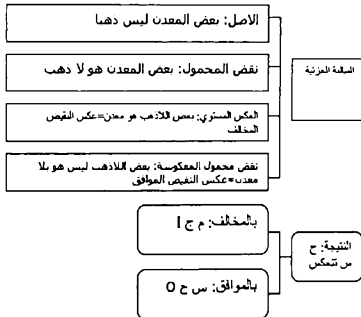 الاصل: بعض المعدن ليس ذهبا
نقض المحمول: بعض المعدن هو لا ذهب
السالبة الجزئية
العكس المستوي: بعض اللاذهب هو معدن=عكس النقيض
المخالف
نقض محمول المعكوسة: بعض اللاذهب ليس هو بلا
معدن=عكس النقيض الموافق
بالمخالف: م ج I
النتيجة: ح
س تنعكس
بالموافق: س ج O